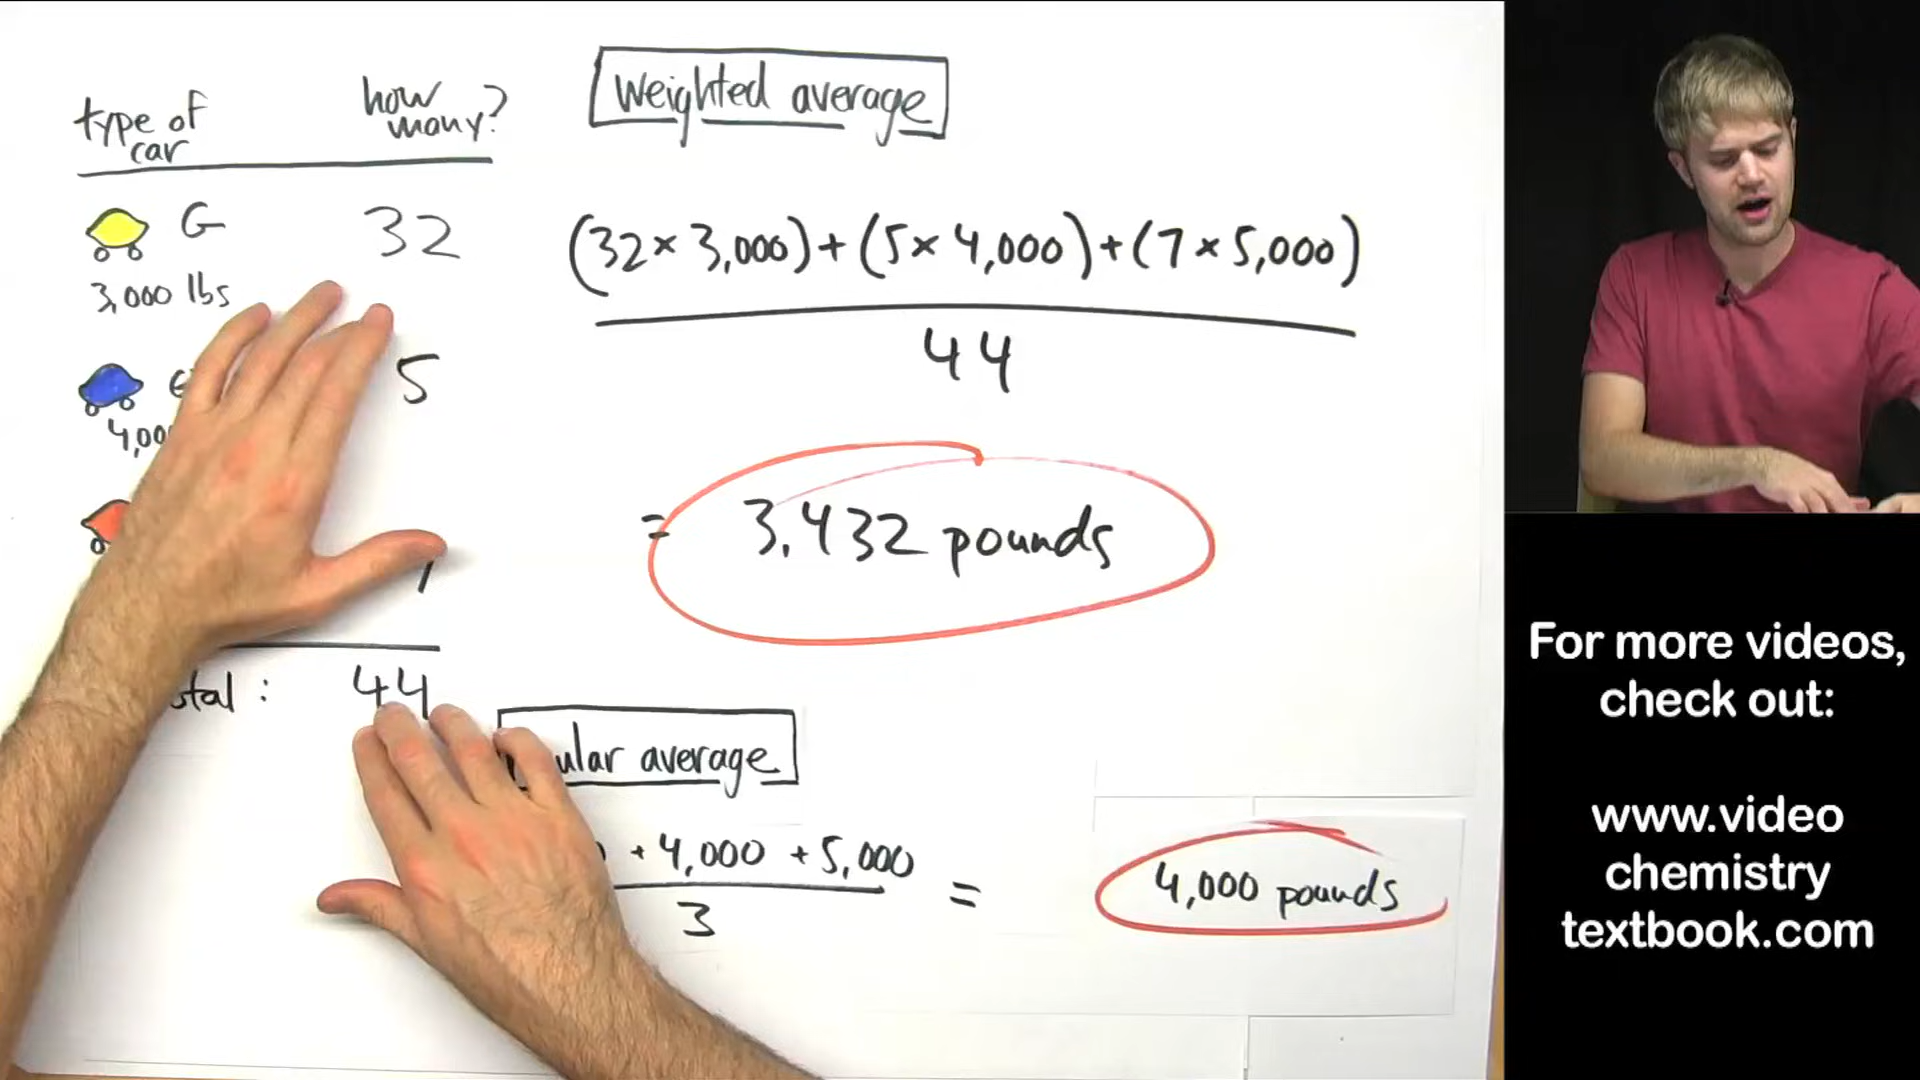 type of
car
how
many?
G
32
3,000 lbs
5
7
44
Weighted average
(32 × 3,000) + (5 × 4,000) + (7 × 5,000)
44
= 3,432 pounds
average
+ 4,000 + 5,000
3
=
4,000 pounds
For more videos,
check out:
www.video
chemistry
textbook.com